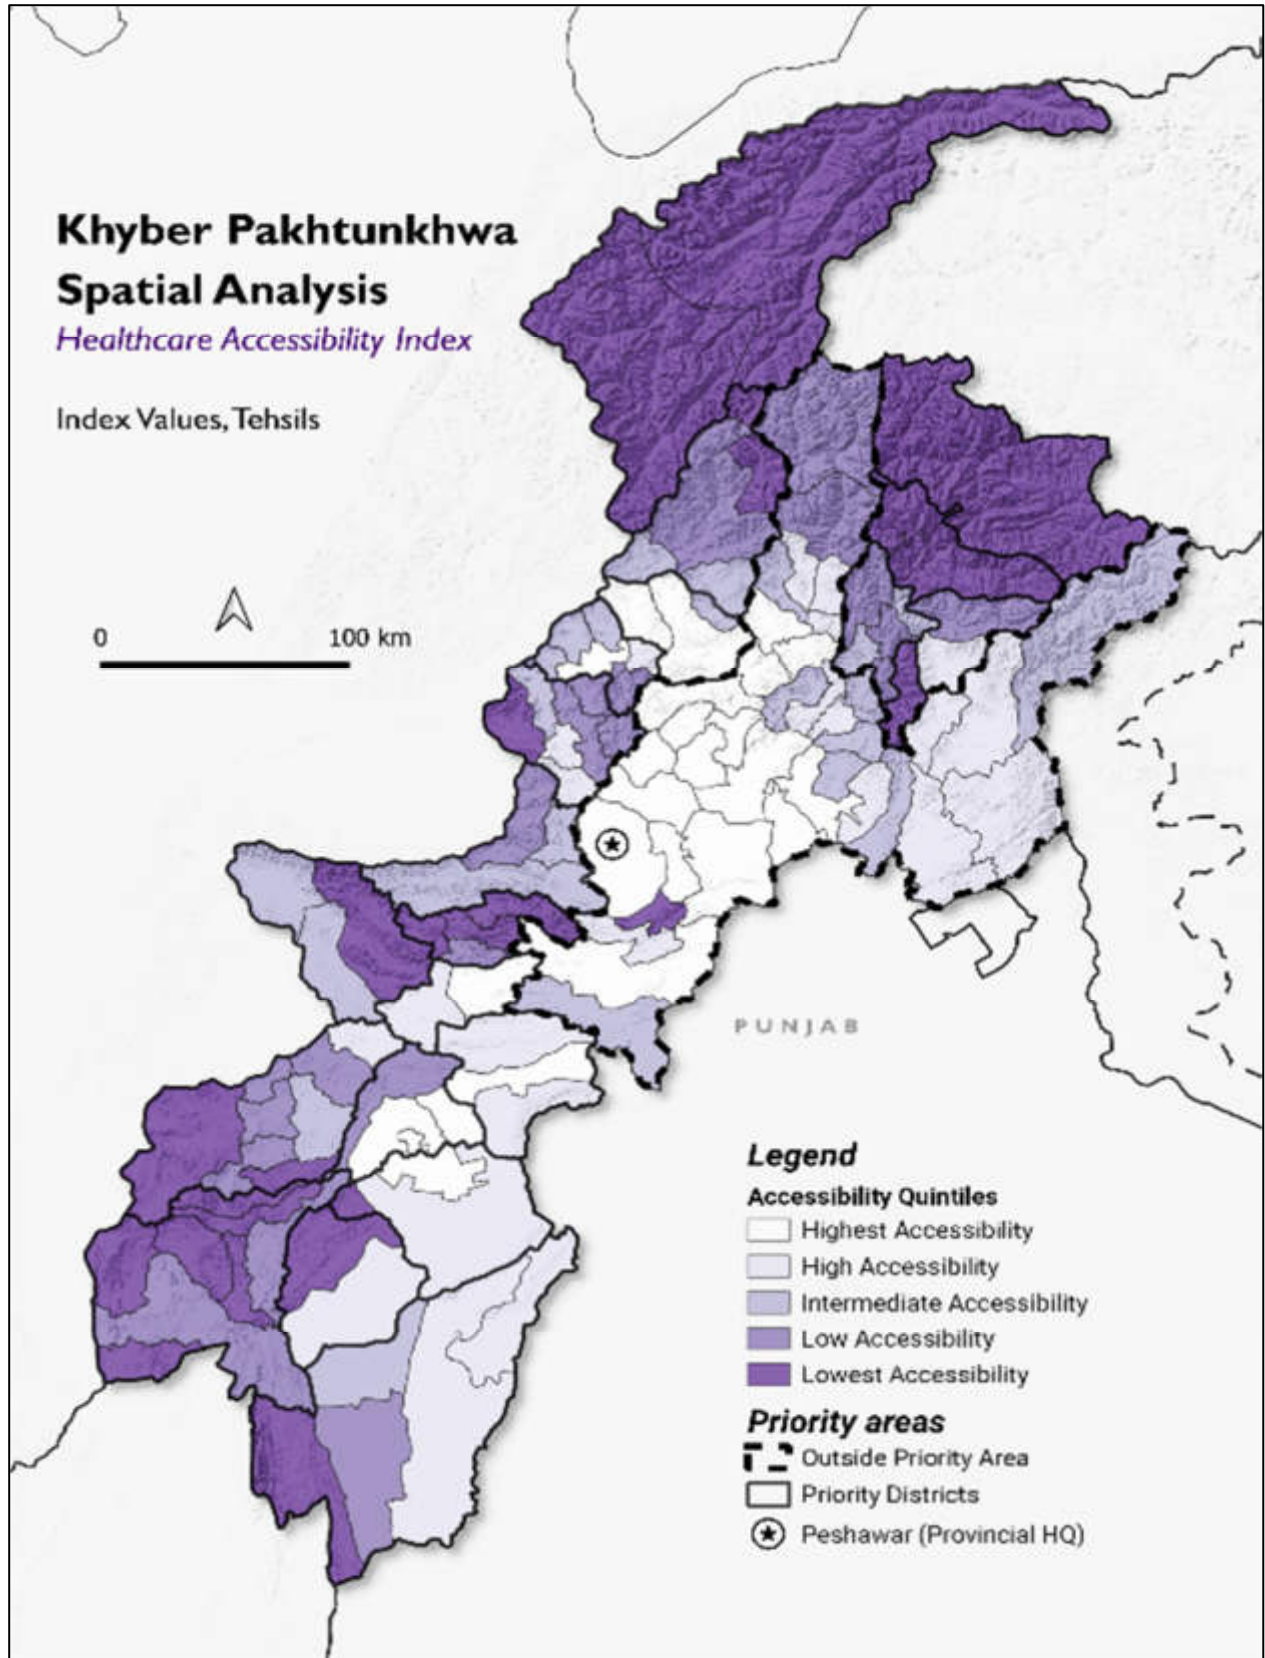 Khyber Pakhtunkhwa
Spatial Analysis
Healthcare Accessibility Index
Index Values, Tehsils
0 100 km
PUNJAB
Legend
Accessibility Quintiles
Highest Accessibility
High Accessibility
Intermediate Accessibility
Low Accessibility
Lowest Accessibility
Priority areas
Outside Priority Area
Priority Districts
Peshawar (Provincial HQ)